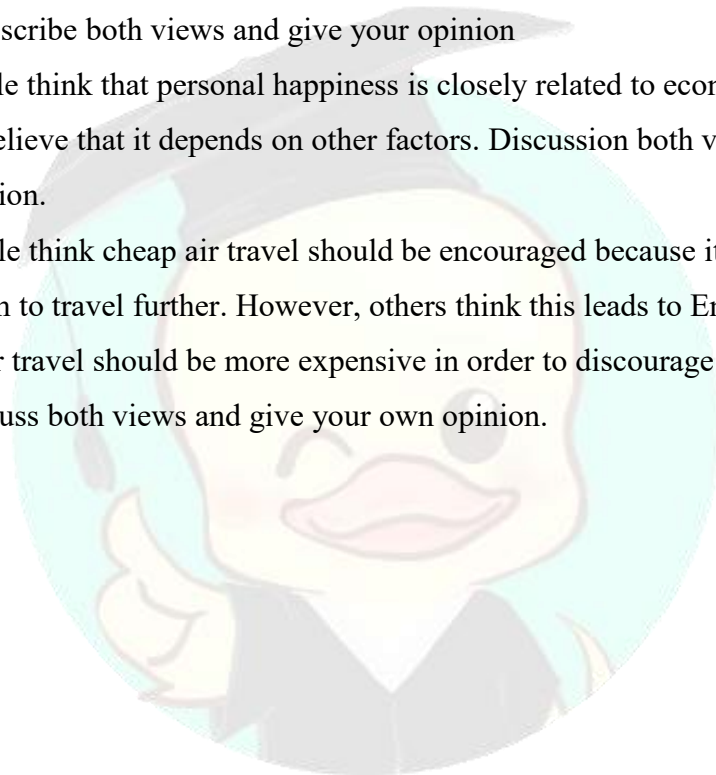 scribe both views and give your opinion
le think that personal happiness is closely related to econ
elieve that it depends on other factors. Discussion both v
ion.
le think cheap air travel should be encouraged because it
n to travel further. However, others think this leads to En
r travel should be more expensive in order to discourage
uss both views and give your own opinion.